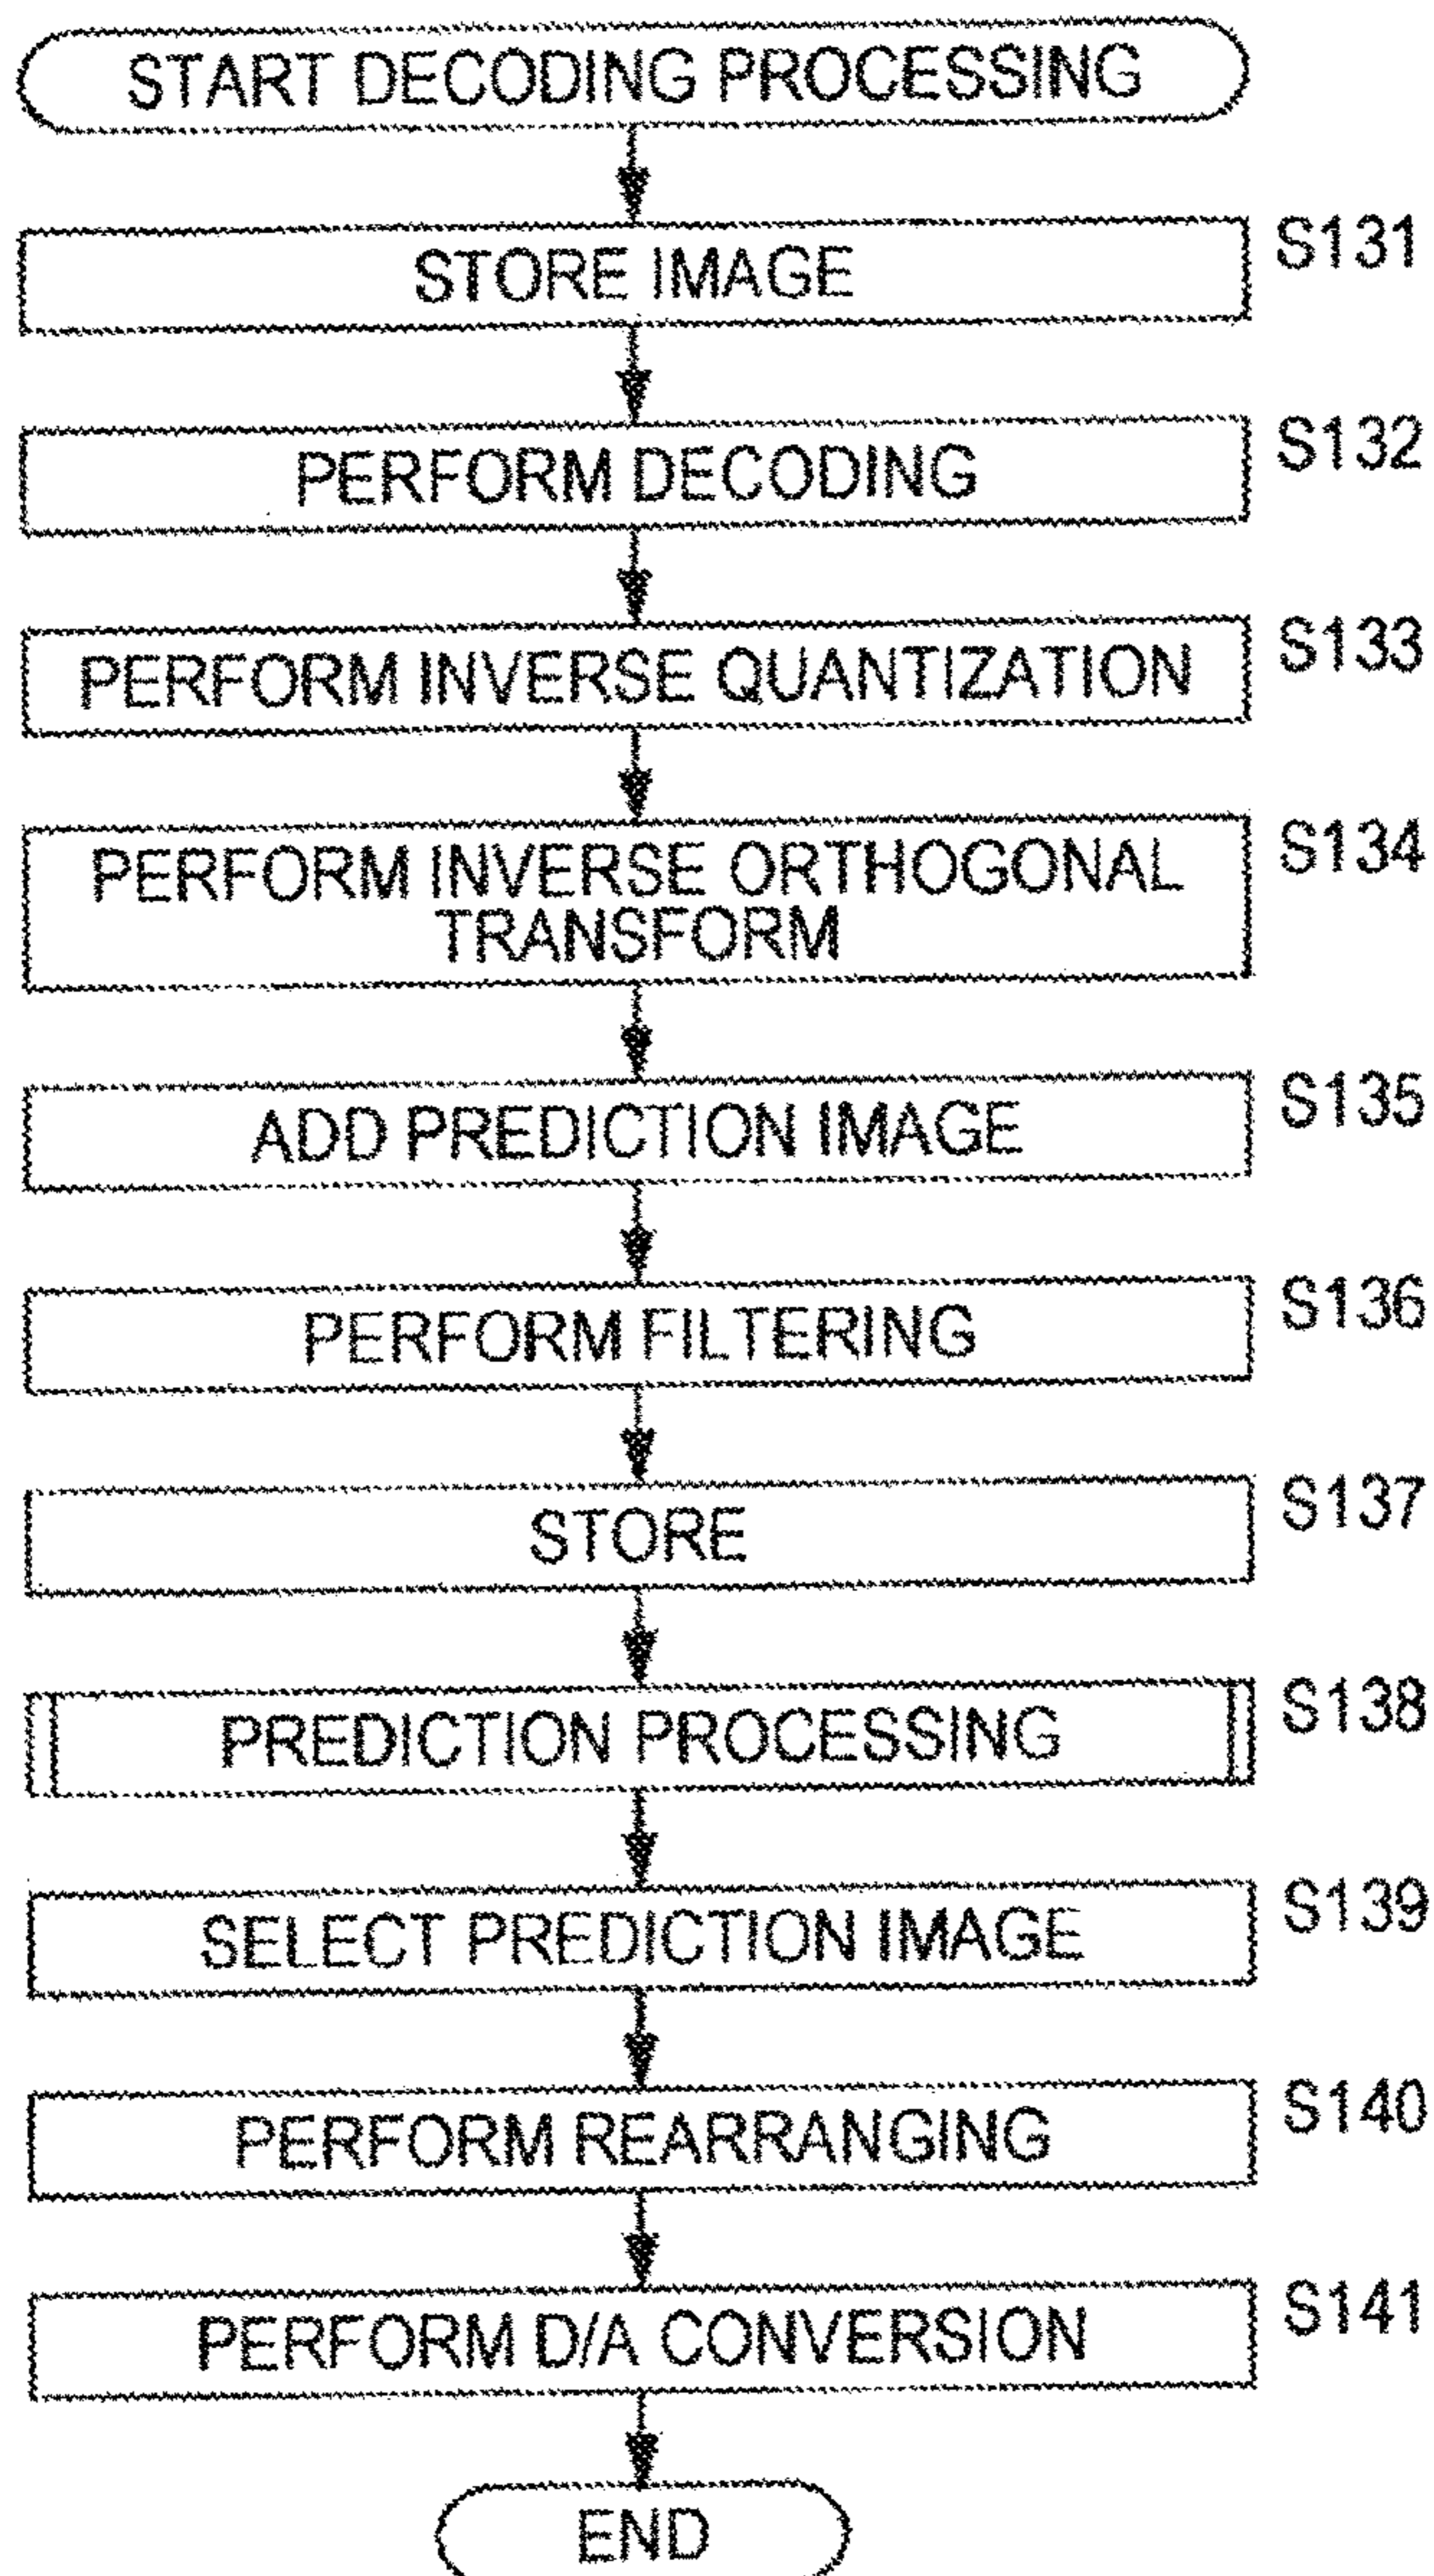 START DECODING PROCESSING
STORE IMAGE S131
PERFORM DECODING S132
PERFORM INVERSE QUANTIZATION S133
PERFORM INVERSE ORTHOGONAL S134
TRANSFORM
ADD PREDICTION IMAGE S135
PERFORM FILTERING S136
STORE S137
PREDICTION PROCESSING S138
SELECT PREDICTION IMAGE S139
PERFORM REARRANGING S140
PERFORM D/A CONVERSION S141
END